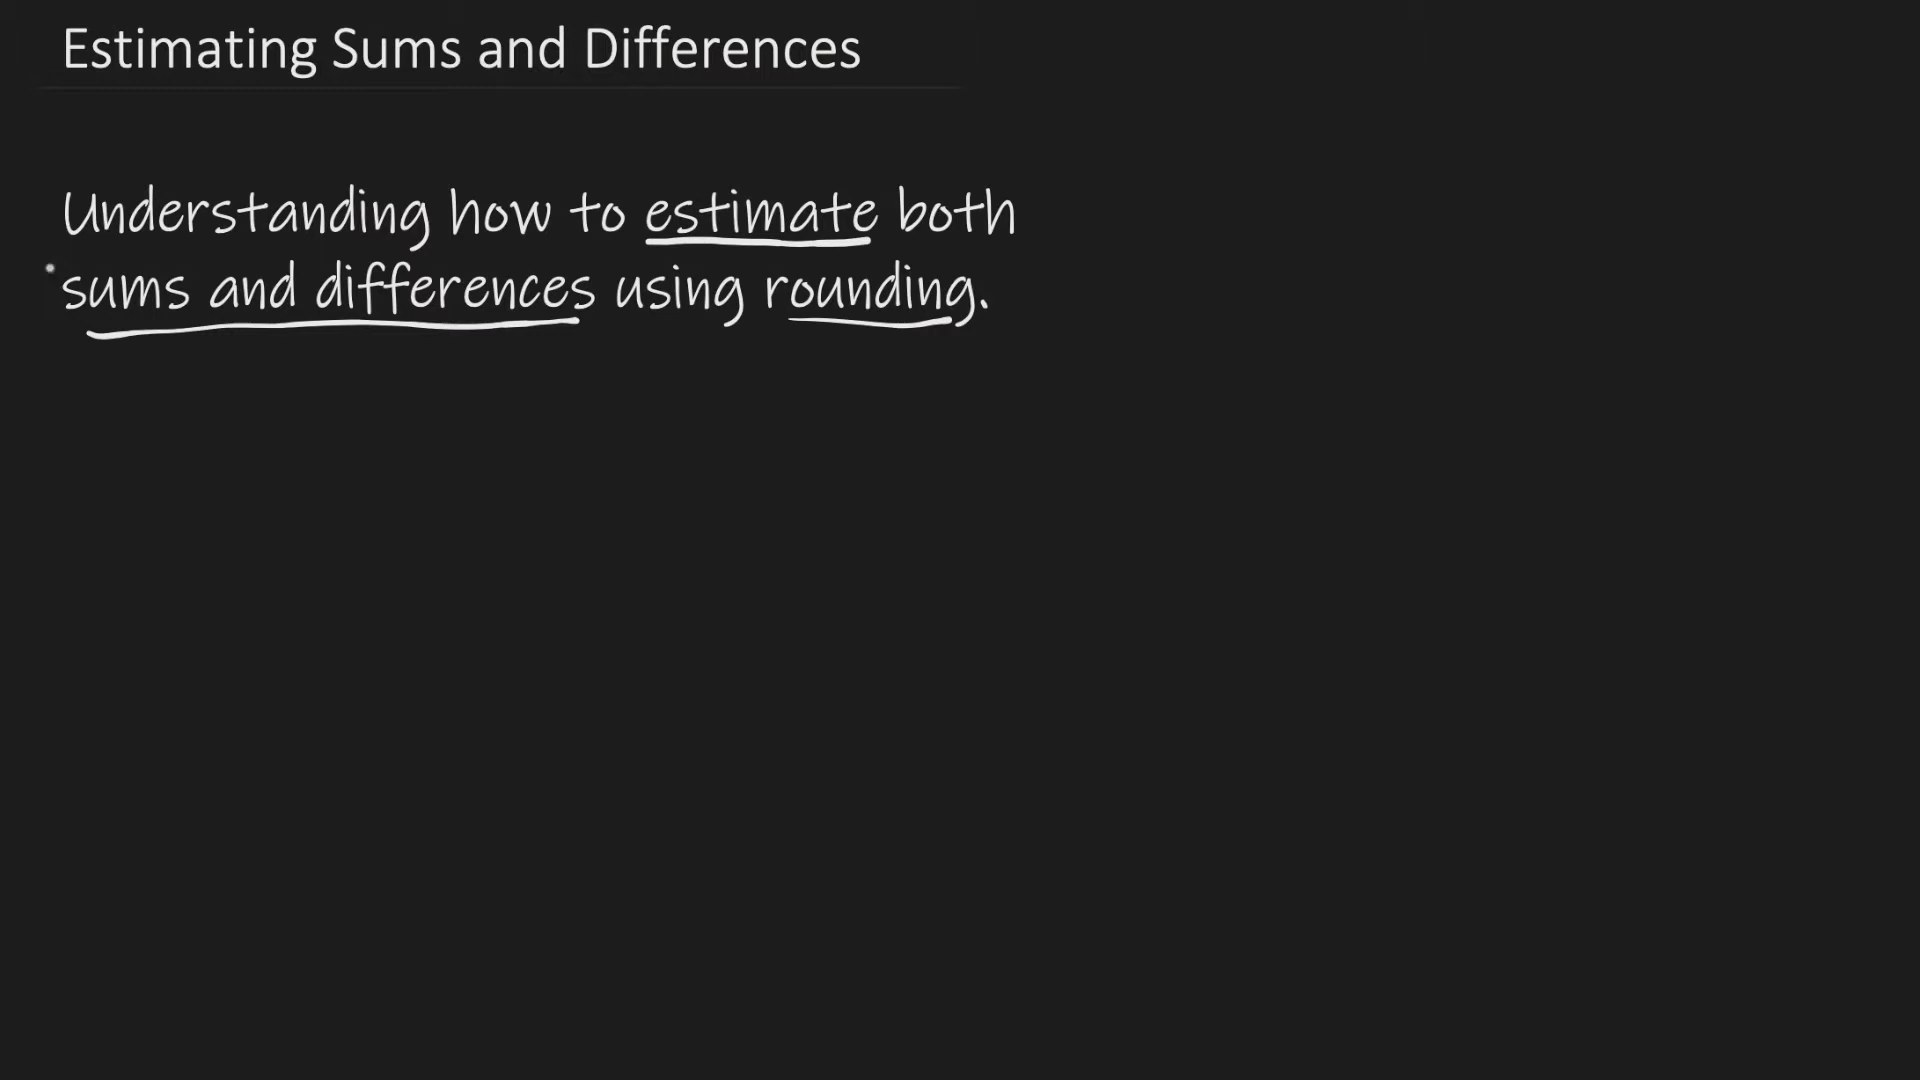 Estimating Sums and Differences
Understanding how to estimate both
sums and differences using rounding.